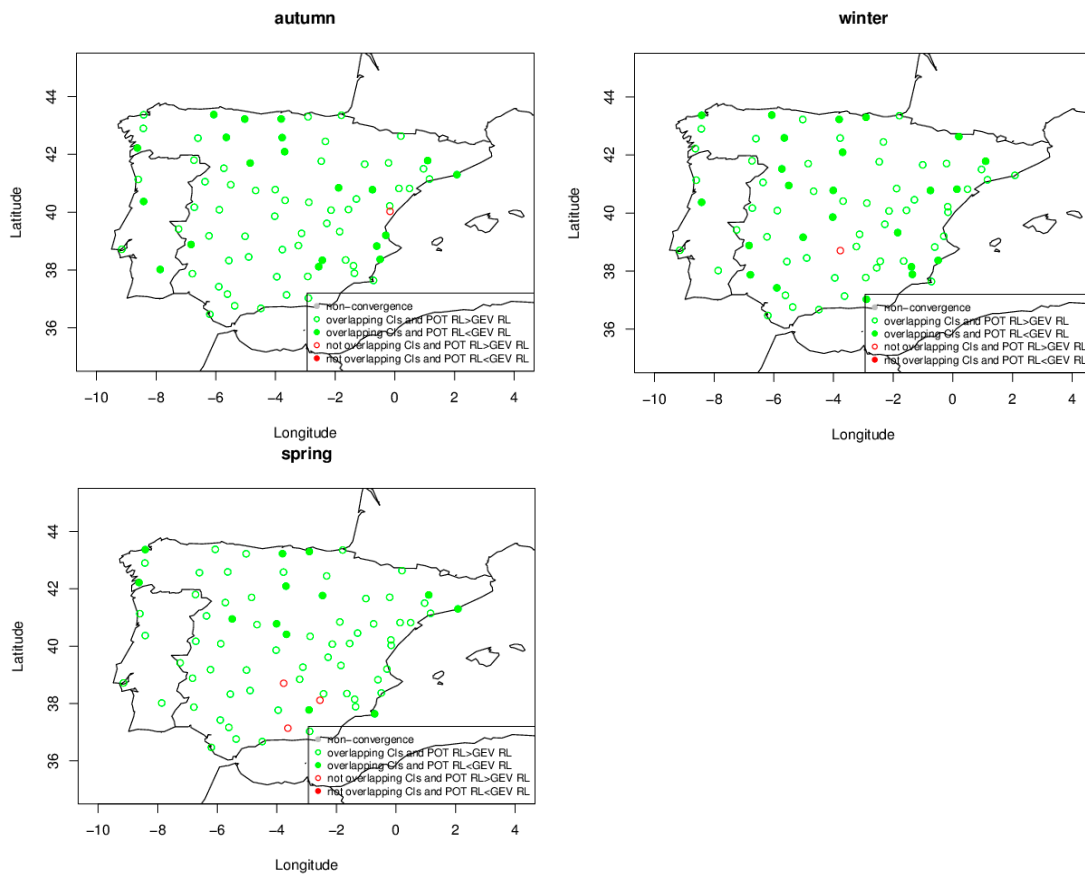 autumn
44
42
40
38
36
Latitude
non-convergence
overlapping CIs and POT RL>GEV RL
overlapping CIs and POT RL<GEV RL
not overlapping CIs and POT RL>GEV RL
not overlapping CIs and POT RL<GEV RL
−10 −8 −6 −4 −2 0 2 4
Longitude
winter
44
42
40
38
36
Latitude
non-convergence
overlapping CIs and POT RL>GEV RL
overlapping CIs and POT RL<GEV RL
not overlapping CIs and POT RL>GEV RL
not overlapping CIs and POT RL<GEV RL
−10 −8 −6 −4 −2 0 2 4
Longitude
spring
44
42
40
38
36
Latitude
non-convergence
overlapping CIs and POT RL>GEV RL
overlapping CIs and POT RL<GEV RL
not overlapping CIs and POT RL>GEV RL
not overlapping CIs and POT RL<GEV RL
−10 −8 −6 −4 −2 0 2 4
Longitude